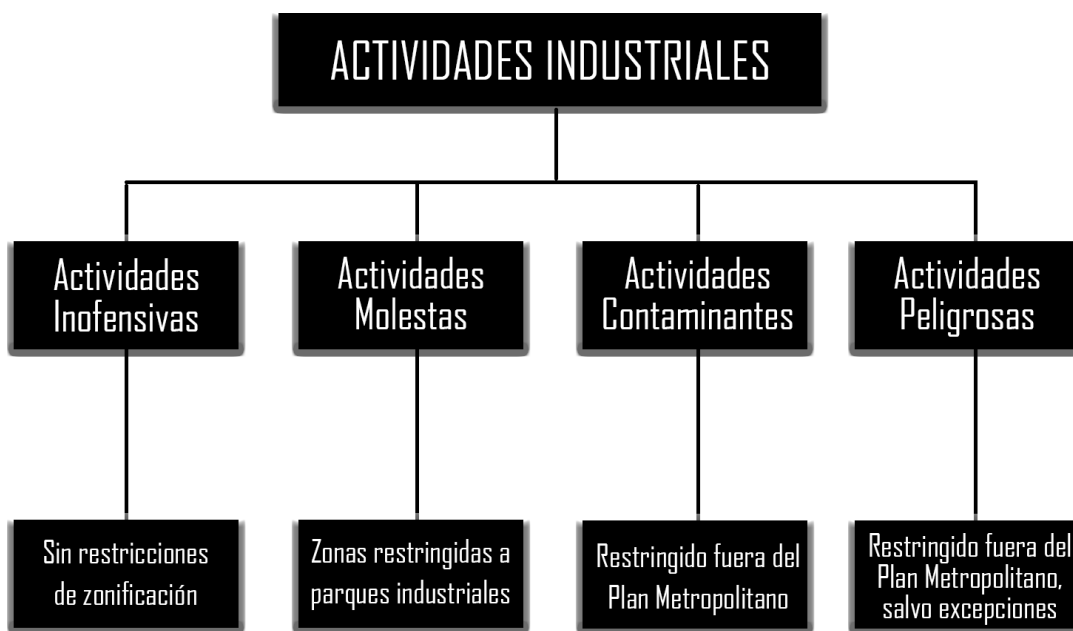 ACTIVIDADES INDUSTRIALES
Actividades
Inofensivas
Actividades
Molestas
Actividades
Contaminantes
Actividades
Peligrosas
Sin restricciones
de zonificación
Zonas restringidas a
parques industriales
Restringido fuera del
Plan Metropolitano
Restringido fuera del
Plan Metropolitano,
salvo excepciones